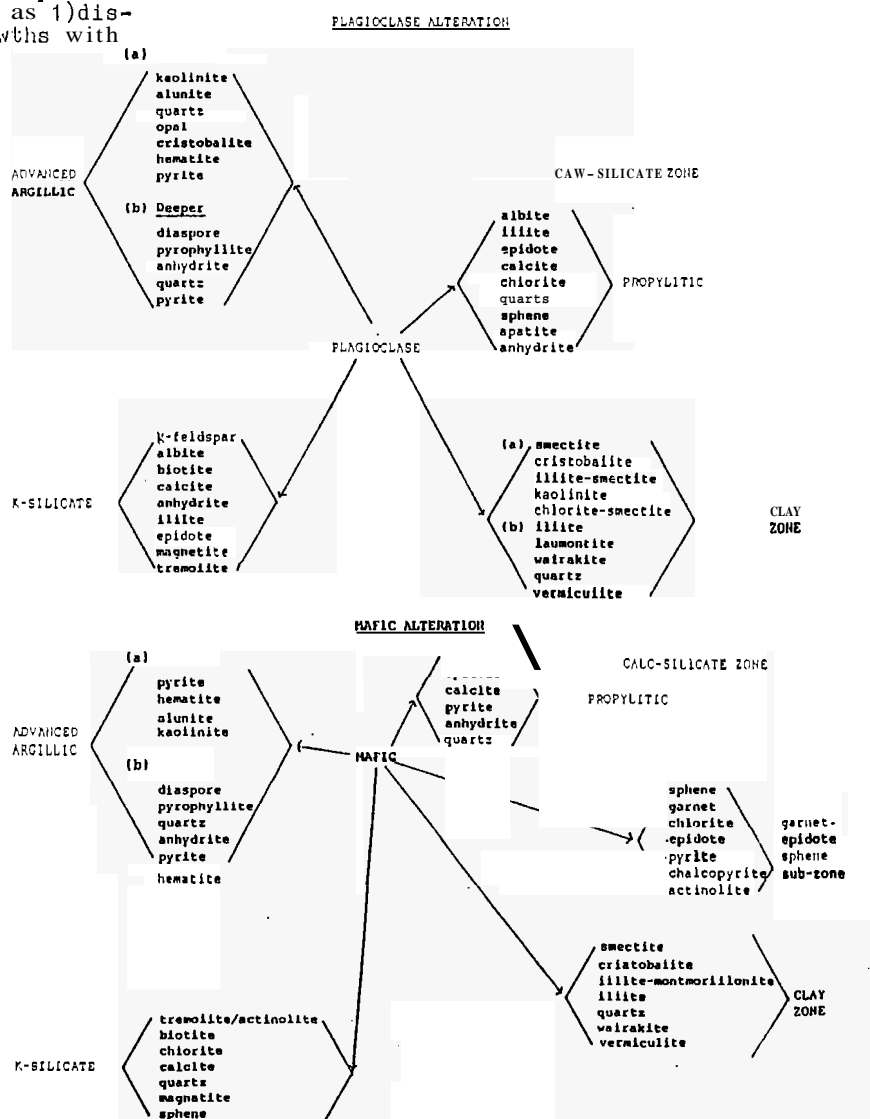 as 1)dis-
wths with
PLAGIOCLASE ALTERATION
(a)
kaolinite
alunite
quartz
opal
cristobalite
hematite
pyrite
ADVANCED
ARGILLIC
(b) Deeper
diaspore
pyrophyllite
anhydrite
quartz
pyrite
CAW-SILICATE ZONE
albite
illite
epidote
calcite
chlorite
quarts
sphene
apatite
anhydrite
PROPYLITIC
PLAGIOCLASE
K-feldspar
albite
biotite
calcite
anhydrite
illite
epidote
magnetite
tremolite
K-SILICATE
(a) smectite
cristobalite
illite-smectite
kaolinite
chlorite-smectite
(b) illite
laumontite
wairakite
quartz
vermiculite
CLAY
ZONE
MAFIC ALTERATION
(a)
pyrite
hematite
alunite
kaolinite
ADVANCED
ARGILLIC
(b)
diaspore
pyrophyllite
quartz
anhydrite
pyrite
hematite
CALC-SILICATE ZONE
calcite
pyrite
anhydrite
quartz
PROPYLITIC
MAFIC
sphene
garnet
chlorite
epidote
pyrite
chalcopyrite
actinolite
garnet-
epidote
sphene
sub-zone
smectite
criatobalite
illite-montmorillonite
illite
quartz
wairakite
vermiculite
CLAY
ZONE
tremolite/actinolite
biotite
chlorite
calcite
quartz
magnatite
sphene
K-SILICATE